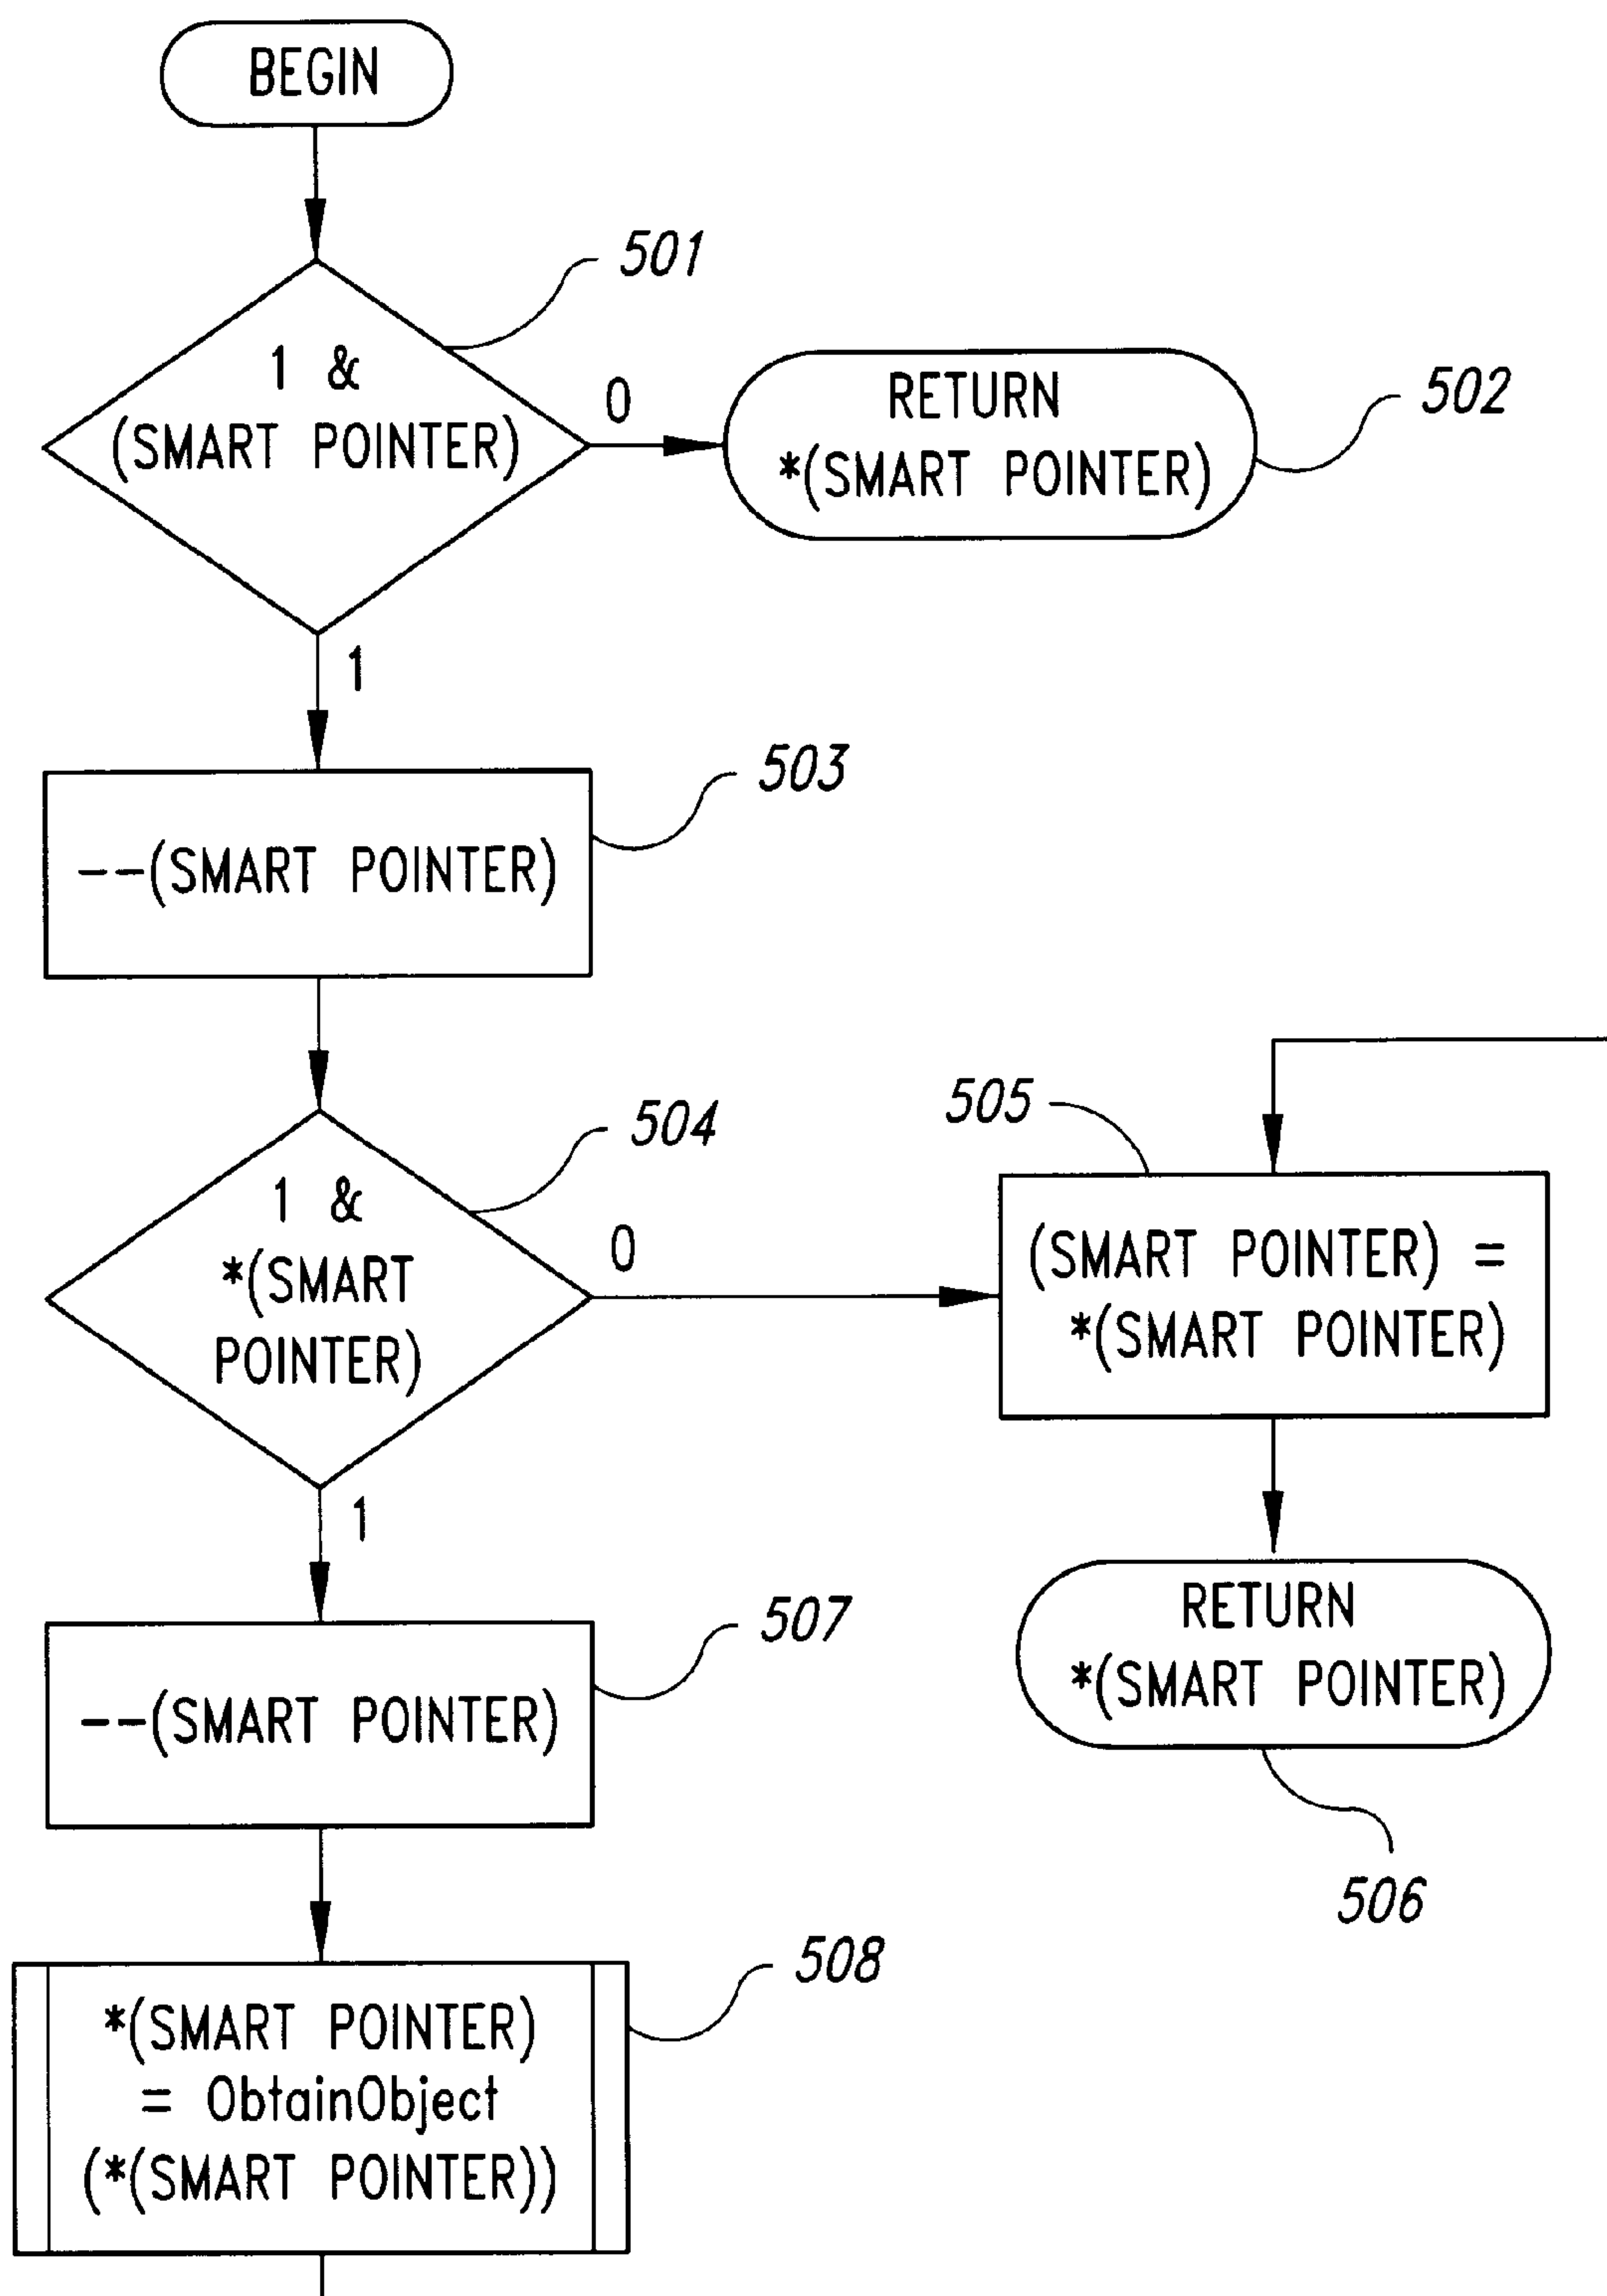 BEGIN
501
1 &
(SMART POINTER)
0
1
RETURN
*(SMART POINTER)
502
503
--(SMART POINTER)
504
1 &
*(SMART
POINTER)
0
1
505
(SMART POINTER) =
*(SMART POINTER)
RETURN
*(SMART POINTER)
506
507
--(SMART POINTER)
508
*(SMART POINTER)
= ObtainObject
(*(SMART POINTER))